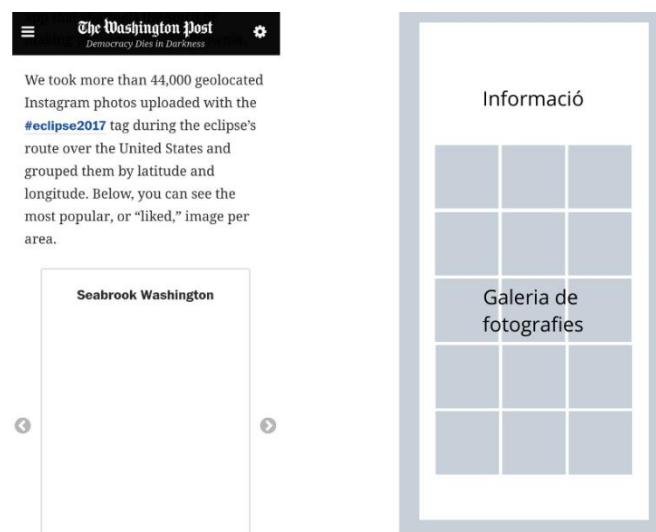 The Washington Post
Democracy Dies in Darkness
We took more than 44,000 geolocated
Instagram photos uploaded with the
#eclipse2017 tag during the eclipse’s
route over the United States and
grouped them by latitude and
longitude. Below, you can see the
most popular, or “liked,” image per
area.
Seabrook Washington
Informació
Galeria de
fotografies